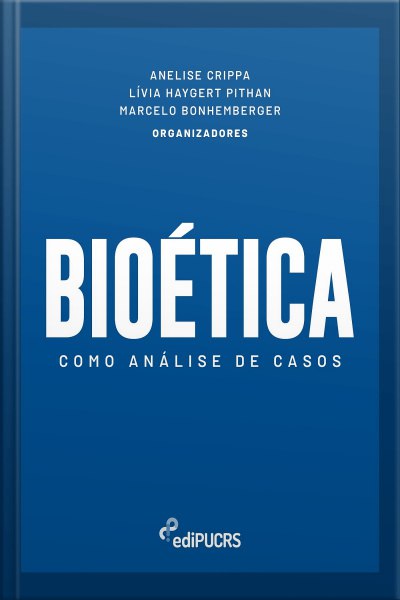 ANELISE CRIPPA
LÍVIA HAYGERT PITHAN
MARCELO BONHEMBERGER
ORGANIZADORES
BIOÉTICA
COMO ANÁLISE DE CASOS
ediPUCRS